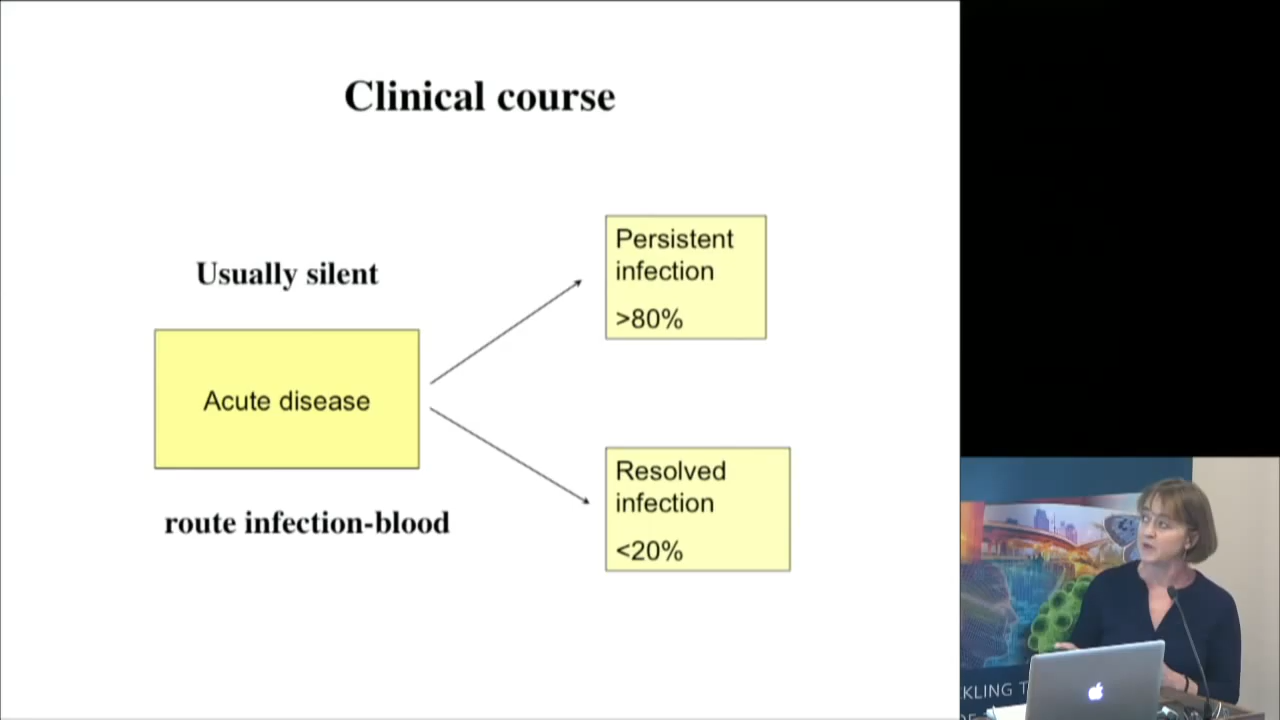 Clinical course
Usually silent
Acute disease
route infection-blood
Persistent
infection
>80%
Resolved
infection
<20%
KLING T